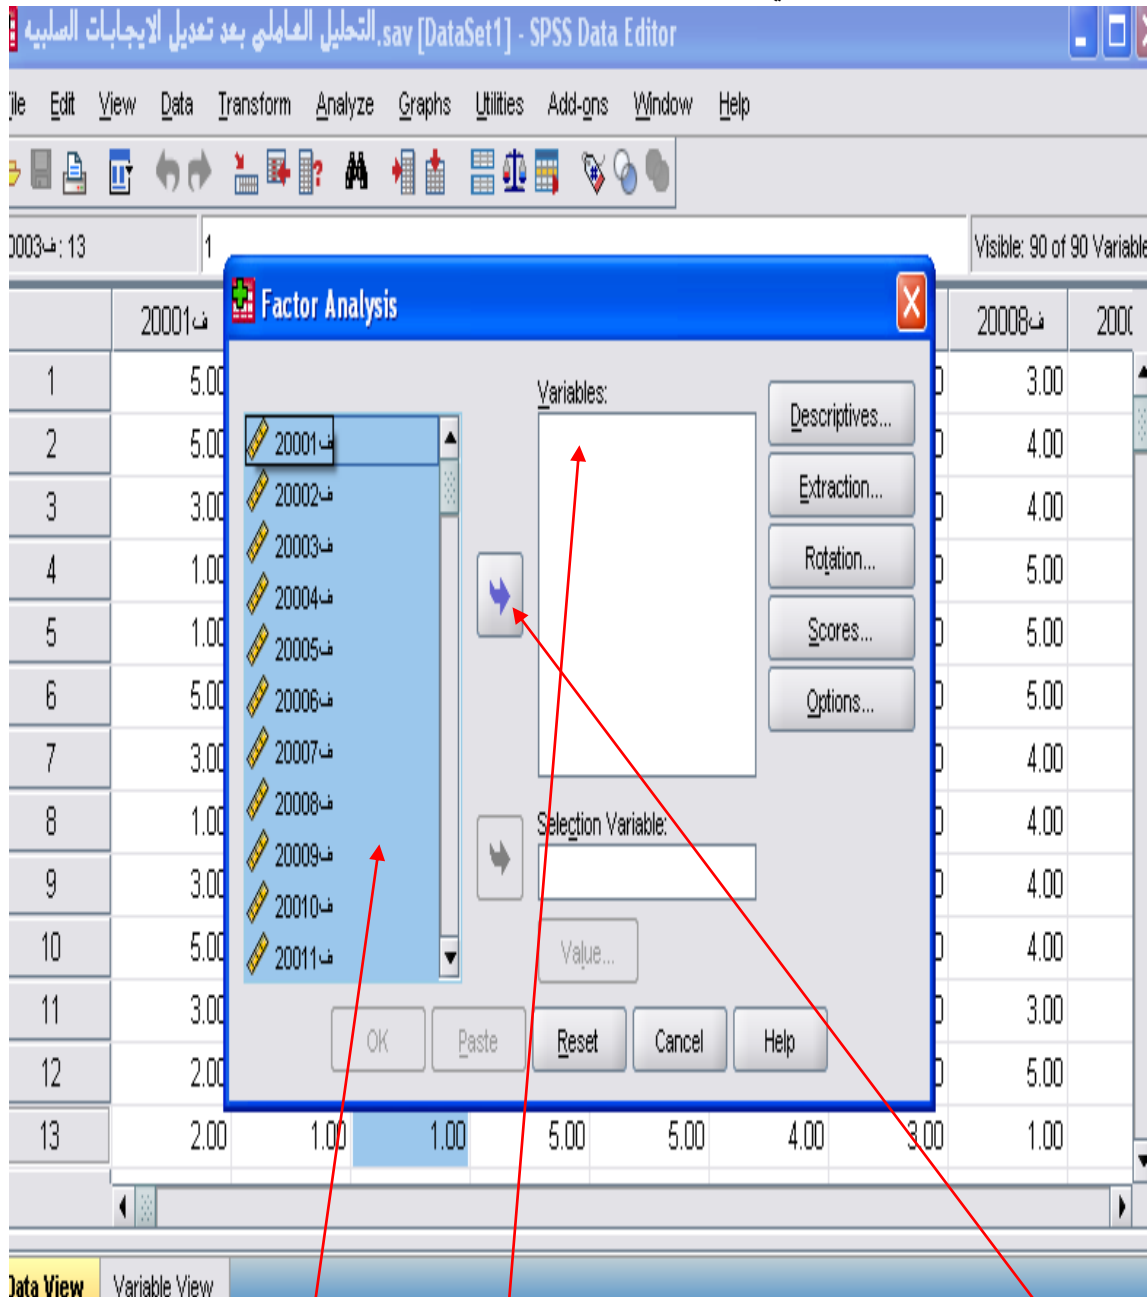 التحليل العاملي بعد تعديل الايجابات السلبيه.sav [DataSet1] - SPSS Data Editor
ile Edit View Data Transform Analyze Graphs Utilities Add-ons Window Help
0003ف: 13 1 Visible: 90 of 90 Variable
ف20001 ف20008 2000
1 5.00 3.00
2 5.00 4.00
3 3.00 4.00
4 1.00 5.00
5 1.00 5.00
6 5.00 5.00
7 3.00 4.00
8 1.00 4.00
9 3.00 4.00
10 5.00 4.00
11 3.00 3.00
12 2.00 5.00
13 2.00 1.00 1.00 5.00 5.00 4.00 3.00 1.00
Factor Analysis
ف20001
ف20002
ف20003
ف20004
ف20005
ف20006
ف20007
ف20008
ف20009
ف20010
ف20011
Variables:
Selection Variable:
Value...
Descriptives...
Extraction...
Rotation...
Scores...
Options...
OK Paste Reset Cancel Help
Data View Variable View